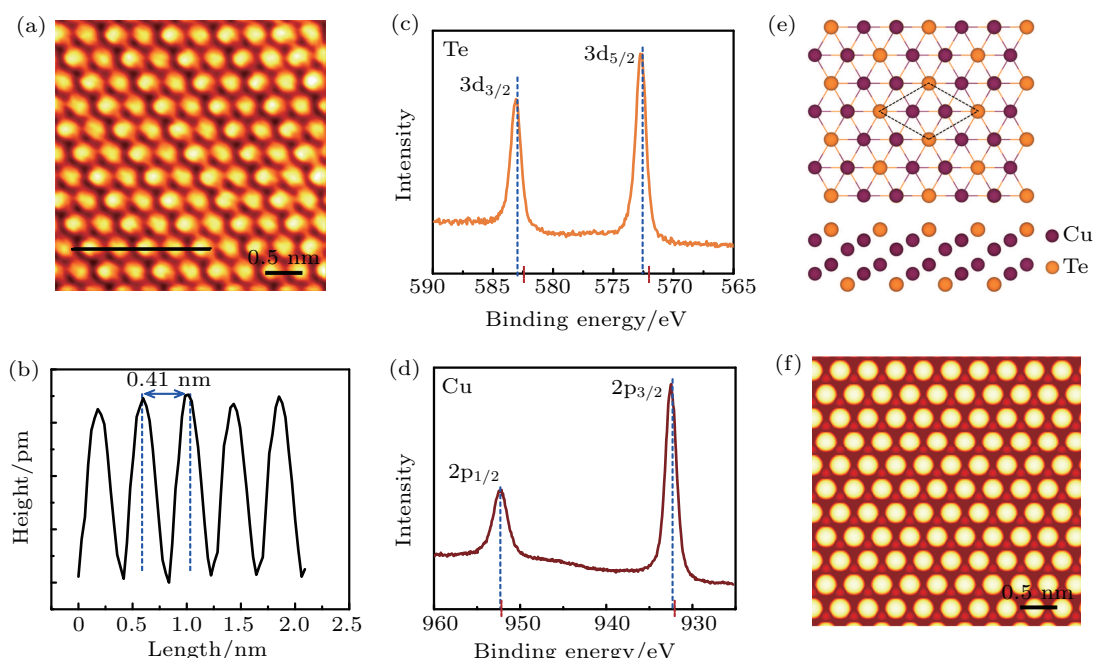 (a)
0.5 nm
(b)
0.41 nm
Height/pm
0 0.5 1.0 1.5 2.0 2.5
Length/nm
(c)
Te
3d3/2
3d5/2
Intensity
590 585 580 575 570 565
Binding energy/eV
(d)
Cu
2p1/2
2p3/2
Intensity
960 950 940 930
Binding energy/eV
(e)
Cu
Te
(f)
0.5 nm